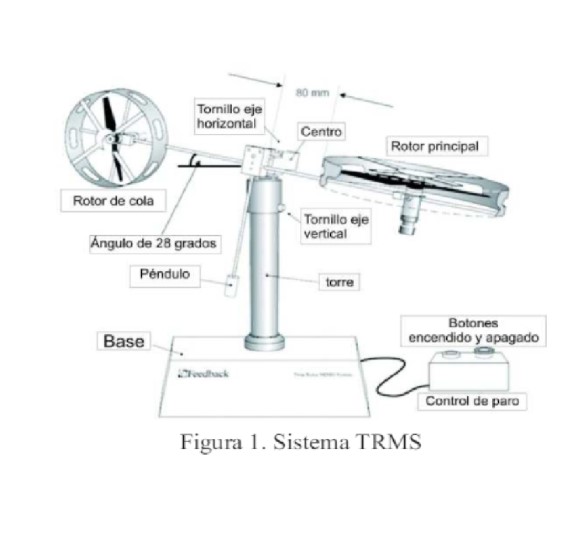 80 mm
Tornillo eje
horizontal
Centro
Rotor principal
Rotor de cola
Tornillo eje
vertical
Ángulo de 28 grados
Péndulo
torre
Botones
encendido y apagado
Base
Feedback
Control de paro
Figura 1. Sistema TRMS